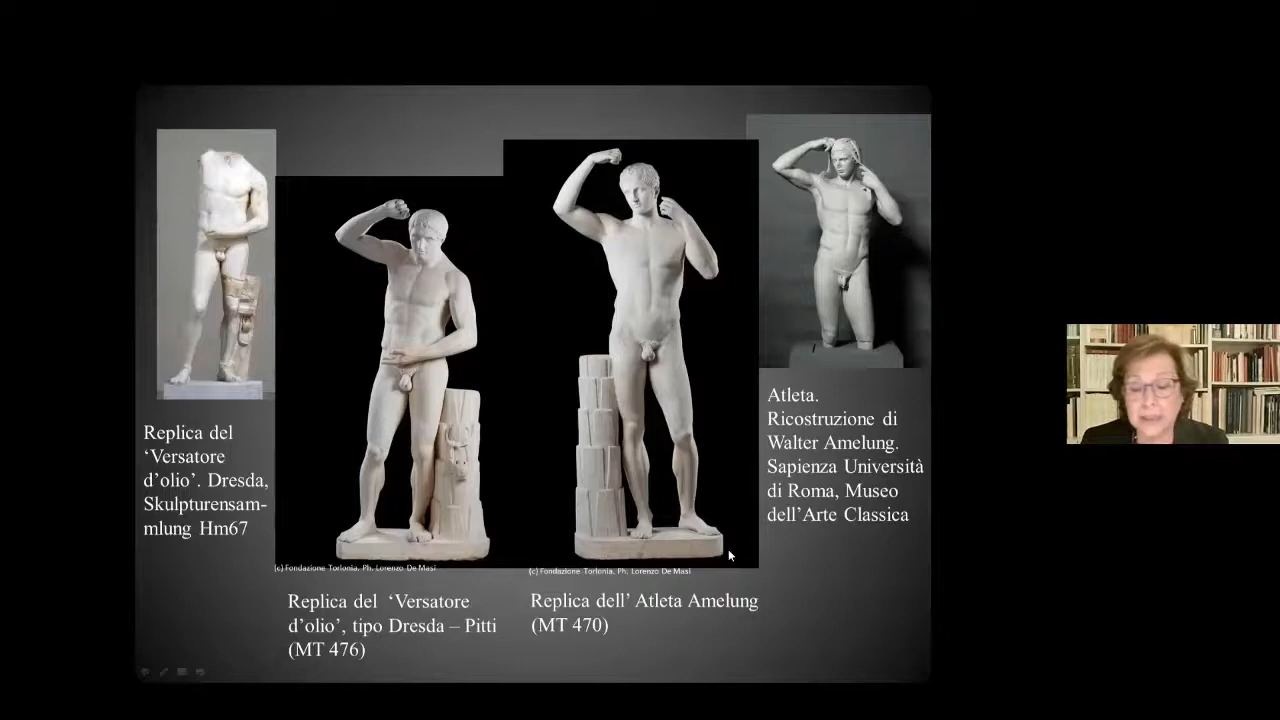 Replica del
‘Versatore
d’olio’. Dresda,
Skulpturensam-
mlung Hm67
(c) Fondazione Torlonia, Ph. Lorenzo De Masi
Replica del ‘Versatore
d’olio’, tipo Dresda – Pitti
(MT 476)
(c) Fondazione Torlonia, Ph. Lorenzo De Masi
Replica dell’ Atleta Amelung
(MT 470)
Atleta.
Ricostruzione di
Walter Amelung.
Sapienza Università
di Roma, Museo
dell’Arte Classica